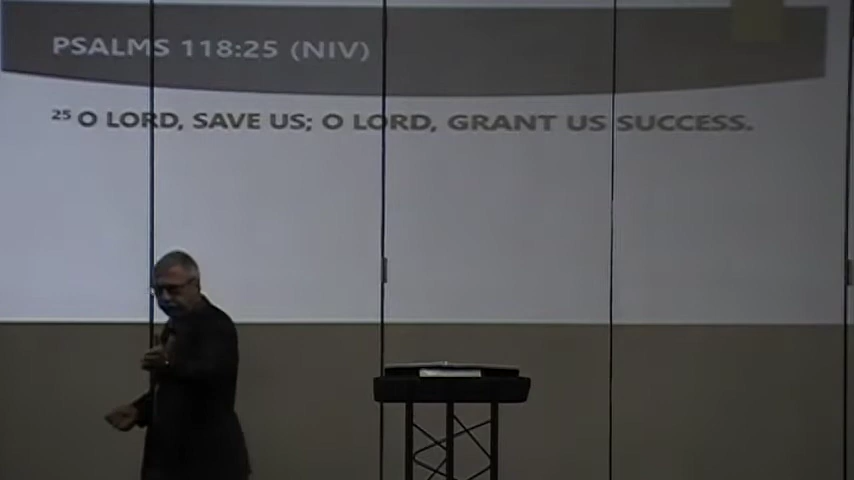 PSALMS 118:25 (NIV)
25 O LORD, SAVE US; O LORD, GRANT US SUCCESS.